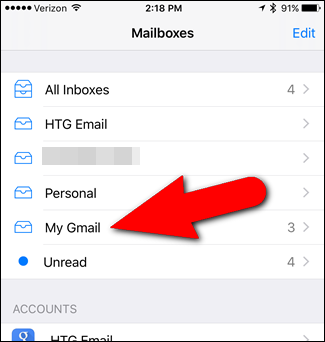 Verizon 2:18 PM 91%
Mailboxes Edit
All Inboxes 4
HTG Email
Personal
My Gmail 3
Unread 4
ACCOUNTS
HTG Email